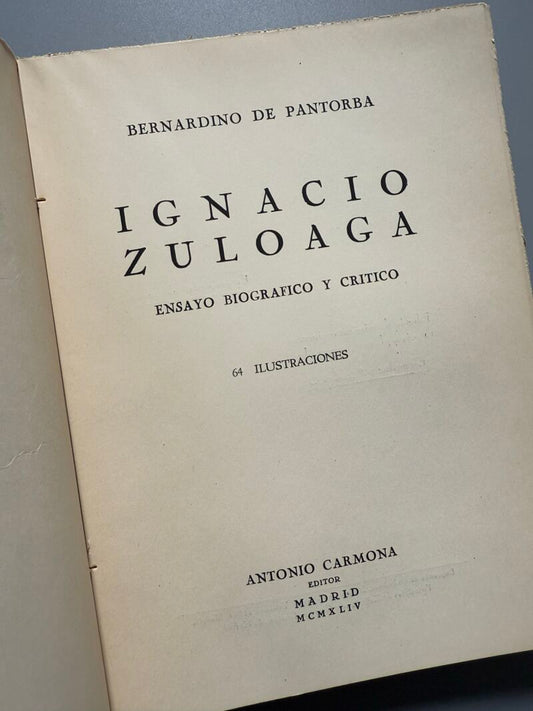 BERNARDINO DE PANTORBA
IGNACIO
ZULOAGA
ENSAYO BIOGRAFICO Y CRITICO
64 ILUSTRACIONES
ANTONIO CARMONA
EDITOR
MADRID
MCMXLIV